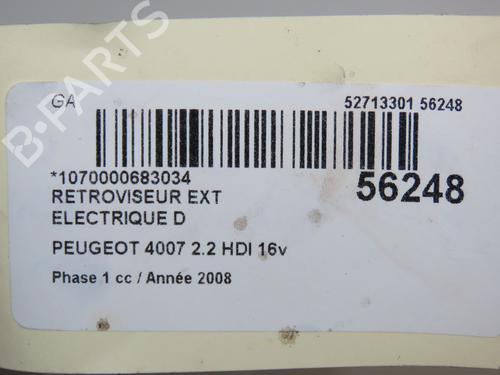 GA
52713301 56248
*1070000683034
56248
RETROVISEUR EXT
ELECTRIQUE D
PEUGEOT 4007 2.2 HDI 16v
Phase 1 cc / Année 2008
B-PARTS